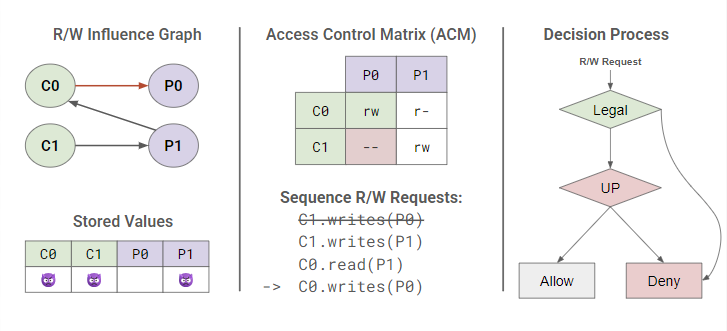 R/W Influence Graph
C0 P0
C1 P1
Stored Values
C0 C1 P0 P1
Access Control Matrix (ACM)
P0 P1
C0 rw r-
C1 -- rw
Sequence R/W Requests:
C1.writes(P0)
C1.writes(P1)
C0.read(P1)
-> C0.writes(P0)
Decision Process
R/W Request
Legal
UP
Allow Deny